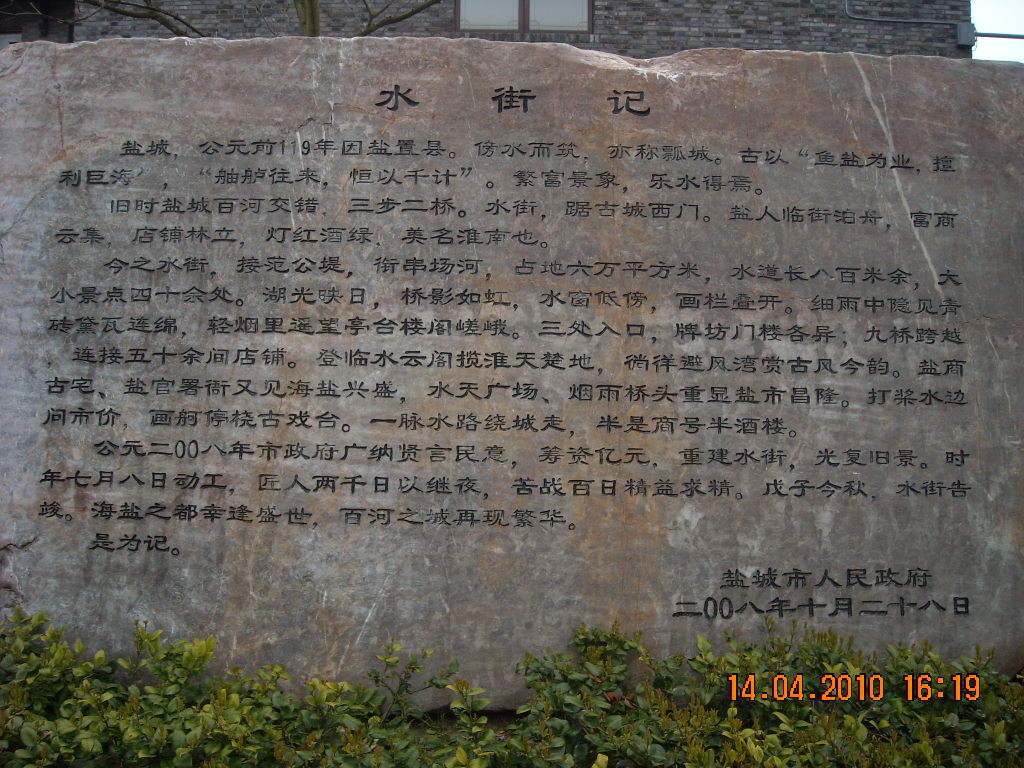 水街记
盐城，公元前119年因盐置县。傍水而筑，亦称瓢城。古以“鱼盐为业，擅
利巨海”，“舳舻往来，恒以千计”。繁富景象，乐水得焉。
旧时盐城百河交错，三步二桥。水街，踞古城西门。盐人临街泊舟，富商
云集，店铺林立，灯红酒绿，美名淮南也。
今之水街，接范公堤，衔串场河，占地六万平方米，水道长八百米余，大
小景点四十余处。湖光映日，桥影如虹，水窗低傍，画栏叠开。细雨中隐见青
砖黛瓦连绵，轻烟里遥望亭台楼阁嵯峨。三处入口，牌坊门楼各异；九桥跨越
，连接五十余间店铺。登临水云阁揽淮天楚地，徜徉避风湾赏古风今韵。盐商
古宅、盐官署衙又见海盐兴盛，水天广场、烟雨桥头重显盐市昌隆。打桨水边
问市价，画舸停桡古戏台。一脉水路绕城走，半是商号半酒楼。
公元二00八年市政府广纳贤言民意，筹资亿元，重建水街，光复旧景。时
年七月八日动工，匠人两千日以继夜，苦战百日精益求精。戊子今秋，水街告
竣。海盐之都幸逢盛世，百河之城再现繁华。
是为记。
盐城市人民政府
二00八年十月二十八日
14.04.2010 16:19